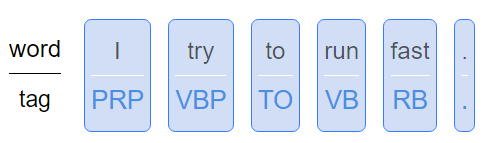 word I try to run fast .
tag PRP VBP TO VB RB .